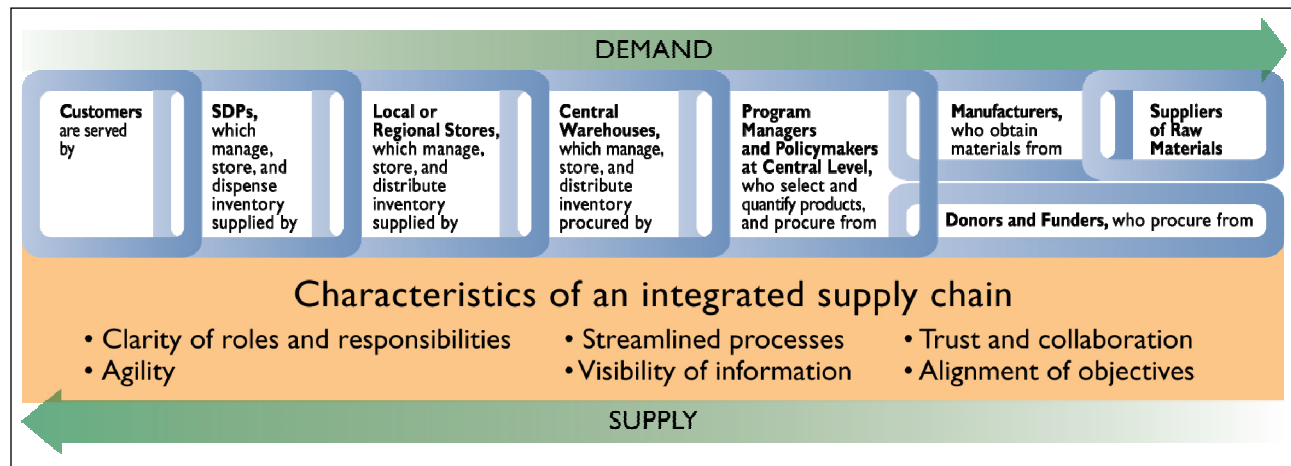 DEMAND
Customers
are served
by
SDPs,
which
manage,
store, and
dispense
inventory
supplied by
Local or
Regional Stores,
which manage,
store, and
distribute
inventory
supplied by
Central
Warehouses,
which manage,
store, and
distribute
inventory
procured by
Program
Managers
and Policymakers
at Central Level,
who select and
quantify products,
and procure from
Manufacturers,
who obtain
materials from
Suppliers
of Raw
Materials
Donors and Funders, who procure from
Characteristics of an integrated supply chain
• Clarity of roles and responsibilities
• Agility
• Streamlined processes
• Visibility of information
• Trust and collaboration
• Alignment of objectives
SUPPLY